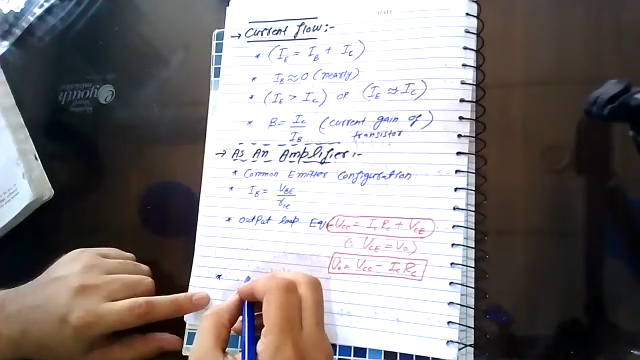 → Current flow:-
* (I_E = I_B + I_C)
* I_B ≈ 0 (nearly)
* (I_E > I_C) or (I_E ≈ I_C)
* β = I_C / I_B (current gain of transistor)
→ As An Amplifier:-
* Common Emitter Configuration
* I_B = V_BE / r_ie
* Output loop Eqⁿ V_CC = I_C R_C + V_CE
(∵ V_CE = V_0)
V_0 = V_CC - I_C R_C
*
youth